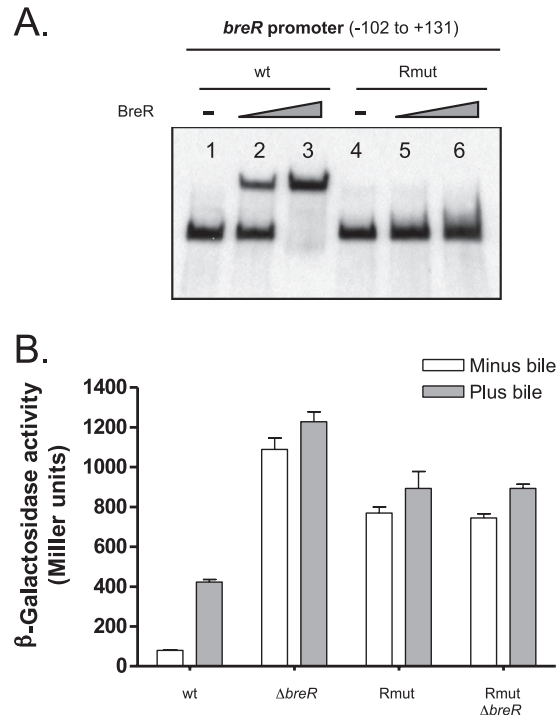 A.
breR promoter (-102 to +131)
wt Rmut
BreR - -
1 2 3 4 5 6
B.
Minus bile
Plus bile
β-Galactosidase activity
(Miller units)
1400
1200
1000
800
600
400
200
0
wt ΔbreR Rmut Rmut
ΔbreR